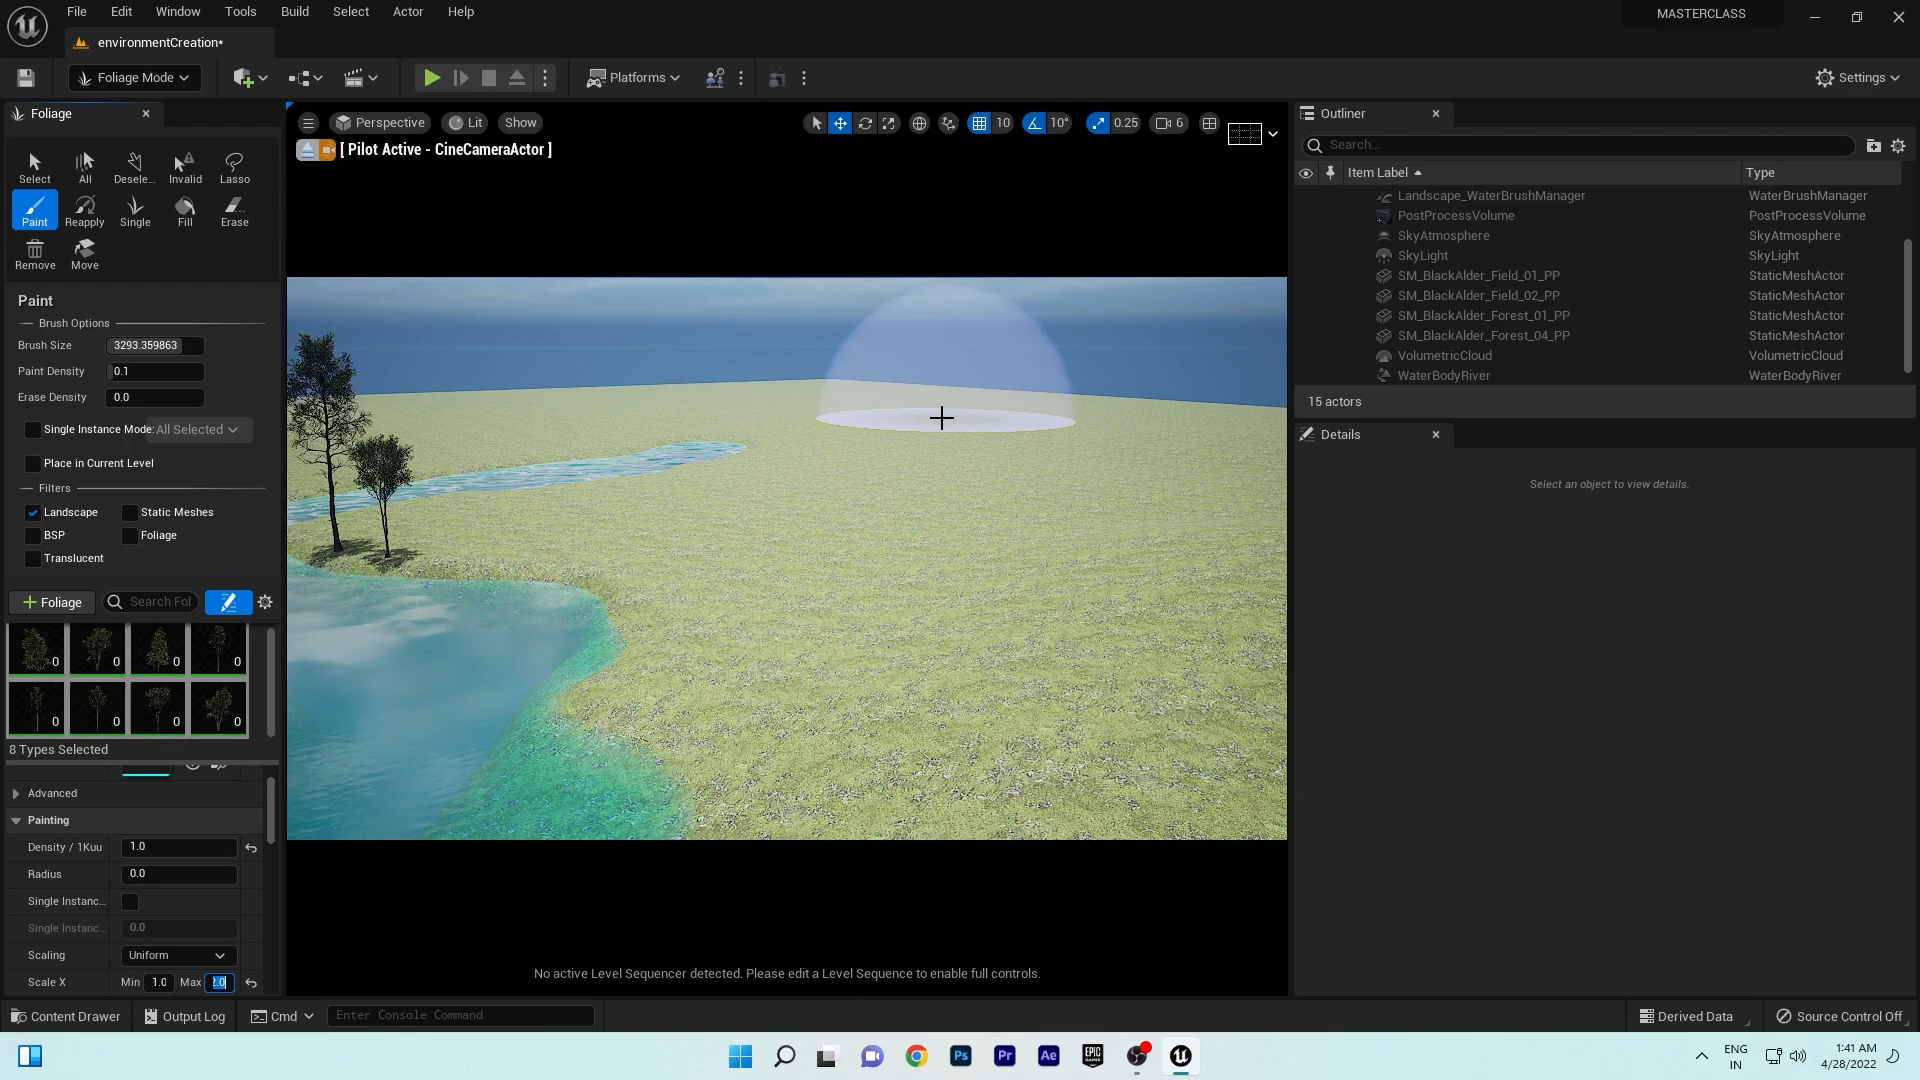 File Edit Window Tools Build Select Actor Help
MASTERCLASS
environmentCreation*
Foliage Mode
Platforms
Settings
Foliage
Perspective Lit Show
10 10° 0.25 6
[ Pilot Active - CineCameraActor ]
Select All Desele... Invalid Lasso
Paint Reapply Single Fill Erase
Remove Move
Paint
Brush Options
Brush Size 3293.359863
Paint Density 0.1
Erase Density 0.0
Single Instance Mode: All Selected
Place in Current Level
Filters
Landscape Static Meshes
BSP Foliage
Translucent
Foliage Search Fol
0 0 0 0
0 0 0 0
8 Types Selected
Advanced
Painting
Density / 1Kuu 1.0
Radius 0.0
Single Instanc...
Single Instanc... 0.0
Scaling Uniform
Scale X Min 1.0 Max 2.0
No active Level Sequencer detected. Please edit a Level Sequence to enable full controls.
Outliner
Search...
Item Label Type
Landscape_WaterBrushManager WaterBrushManager
PostProcessVolume PostProcessVolume
SkyAtmosphere SkyAtmosphere
SkyLight SkyLight
SM_BlackAlder_Field_01_PP StaticMeshActor
SM_BlackAlder_Field_02_PP StaticMeshActor
SM_BlackAlder_Forest_01_PP StaticMeshActor
SM_BlackAlder_Forest_04_PP StaticMeshActor
VolumetricCloud VolumetricCloud
WaterBodyRiver WaterBodyRiver
15 actors
Details
Select an object to view details.
Content Drawer Output Log Cmd Enter Console Command
Derived Data Source Control Off
Ps Pr Ae EPIC GAMES
ENG
IN
1:41 AM
4/28/2022